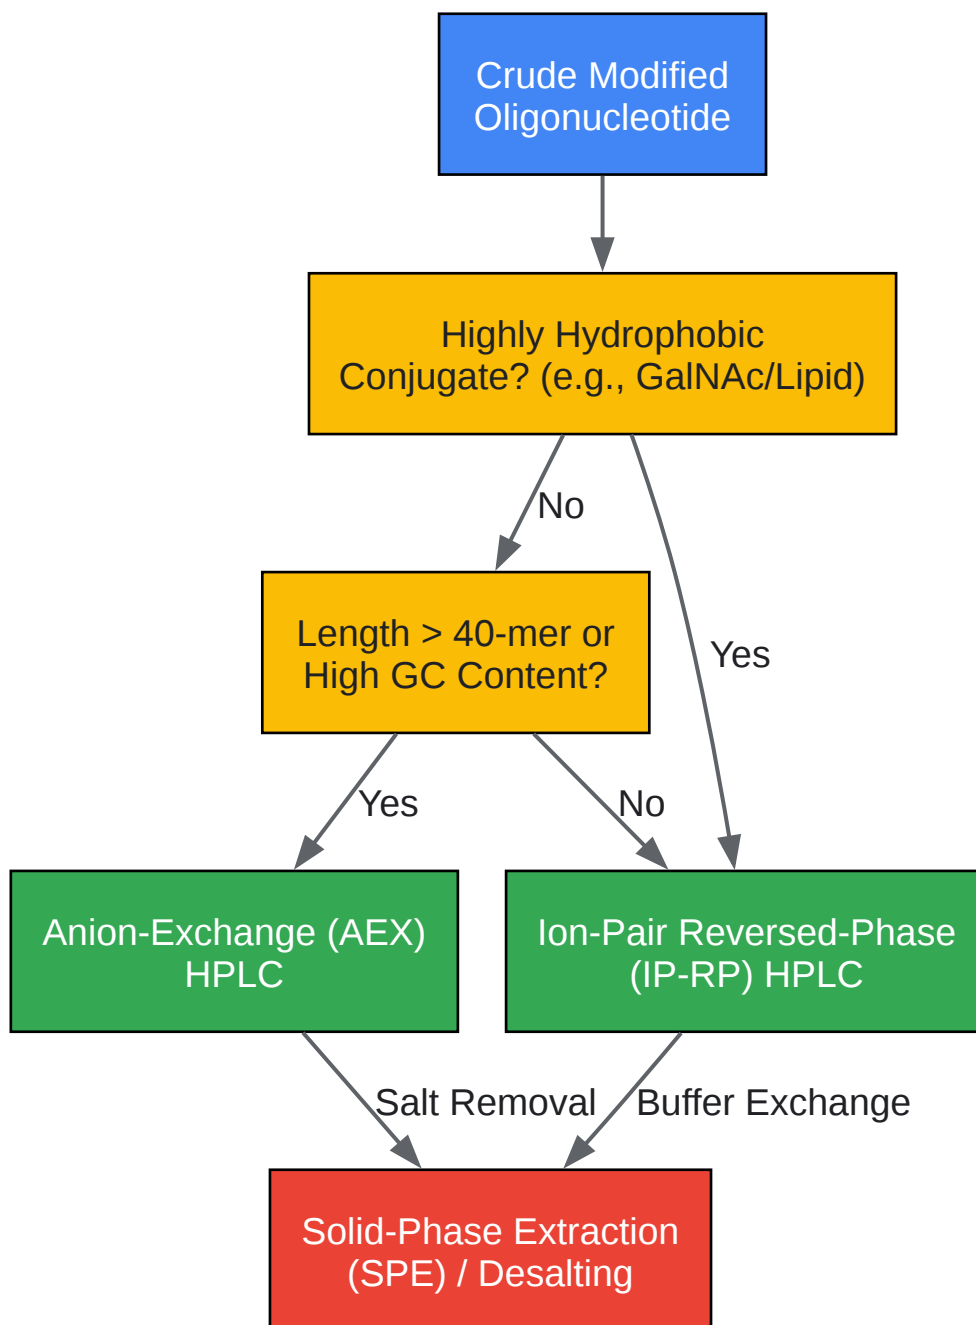 Crude Modified
Oligonucleotide
Highly Hydrophobic
Conjugate? (e.g., GalNAc/Lipid)
No
Yes
Length > 40-mer or
High GC Content?
Yes
No
Anion-Exchange (AEX)
HPLC
Ion-Pair Reversed-Phase
(IP-RP) HPLC
Salt Removal
Buffer Exchange
Solid-Phase Extraction
(SPE) / Desalting